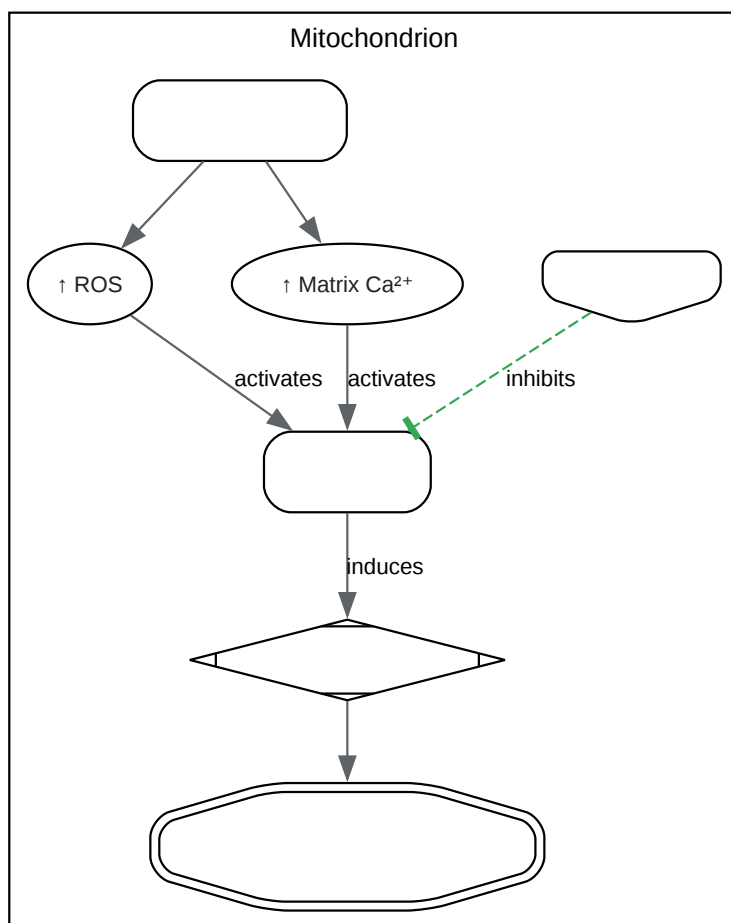 Mitochondrion
↑ ROS
↑ Matrix Ca²⁺
activates
activates
inhibits
induces